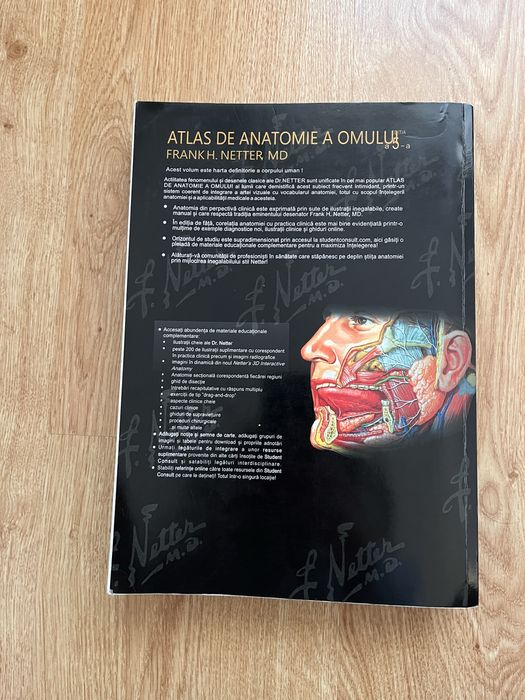 ATLAS DE ANATOMIE A OMULUI
a 5-a
FRANK H. NETTER, MD
Acest volum este harta definitorie a corpului uman !
Actilitatea fenomenului si desenele clasice ale Dr.NETTER sunt unificate în cel mai popular ATLAS
DE ANATOMIE A OMULUI al lumii care demistifică acest subiect frecvent intimidant, printr-un
sistem coerent de integrare a artei vizuale cu vocabularul anatomiei, totul cu scopul înțelegerii
anatomiei și a aplicabilității medicale a acesteia.
● Anatomia din perpectivă clinică este exprimată prin sute de ilustrații inegalabile, create
manual și care respectă tradiția eminentului desenator Frank H. Netter, MD.
● În ediția de față, corelația anatomiei cu practica clinică este mai bine evidențiată printr-o
mulțime de exemple diagnostice noi, ilustrații clinice și ghiduri online.
● Orizontul de studiu este supradimensionat prin accesul la studentconsult.com, aici găsiți o
pleiadă de materiale educaționale complementare pentru a maximiza înțelegerea!
● Alăturați-vă comunității de profesioniști în sănătate care stăpânesc pe deplin știița anatomiei
prin mijlocirea inegalabilului stil Netter!
● Accesați abundența de materiale educaționale
complementare:
● ilustrații cheie ale Dr. Netter
● peste 200 de ilustrații suplimentare cu corespondent
în practica clinică precum și imagini radiografice
● imagini în dinamică din noul Netter's 3D Interactive
Anatomy
● Anatomie secțională corespondentă fiecărei regiuni
● ghid de disecție
● întrebări recapitulative cu răspuns multiplu
● exerciții de tip "drag-and-drop"
● aspecte clinice cheie
● cazuri clinice
● ghiduri de supraviețuire
● proceduri chirurgicale
● și multe altele
● Adăugați notițe și semne de carte, adăugați grupuri de
imagini și tabele pentru download și propriile adnotări
● Urmați legăturile de integrare a unor resurse
suplimentare provenite din alte cărți însoțite de Student
Consult și satabiliți legături interdisciplinare.
● Stabiliți referințe online către toate resursele din Student
Consult pe care le dețineți! Totul într-o singură locație!
F. Netter
M.D.